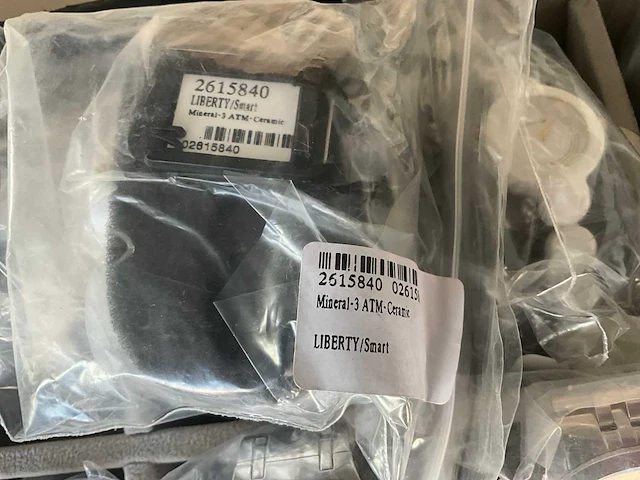 2615840
LIBERTY/Smart
Mineral-3 ATM-Ceramic
02615840
2615840 02615
Mineral-3 ATM-Ceramic
LIBERTY/Smart